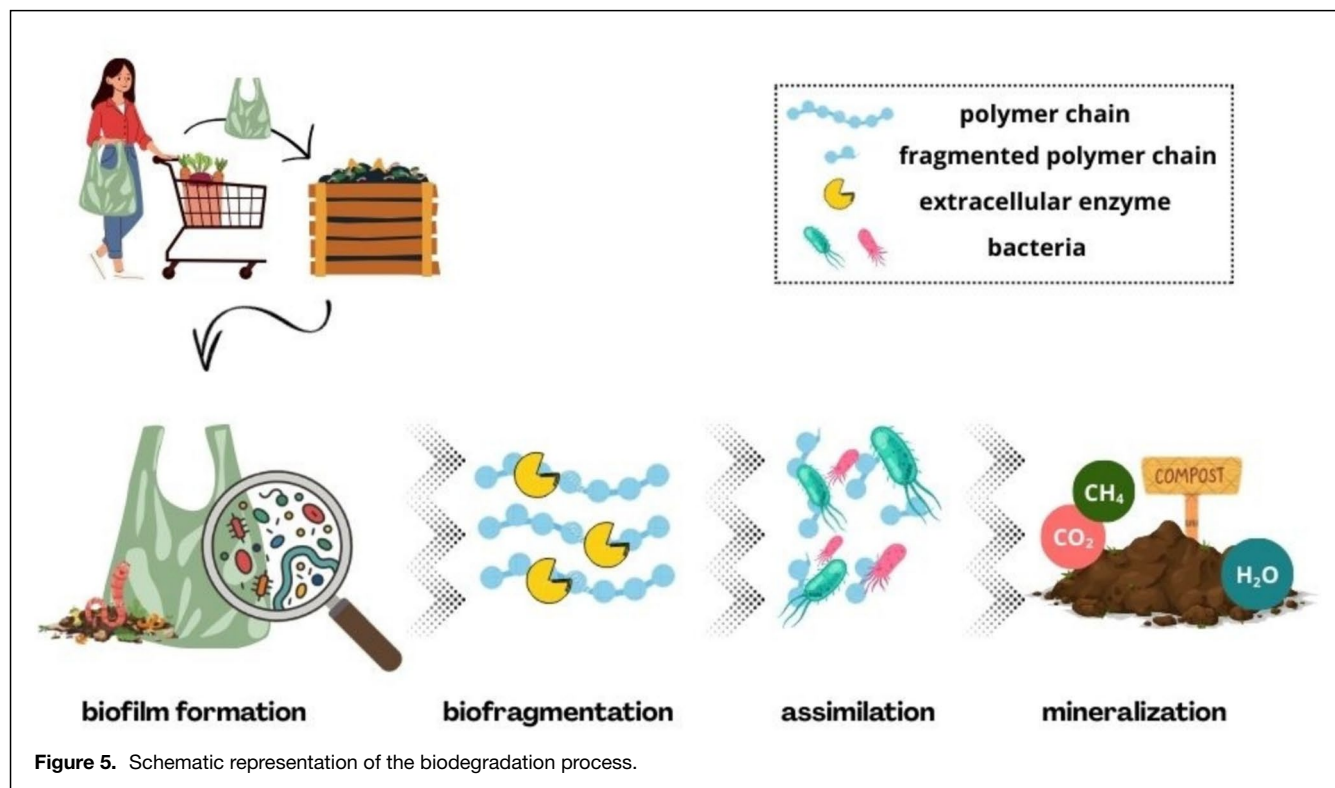 polymer chain
fragmented polymer chain
extracellular enzyme
bacteria
COMPOST
CH₄
CO₂
H₂O
biofilm formation
biofragmentation
assimilation
mineralization
Figure 5. Schematic representation of the biodegradation process.